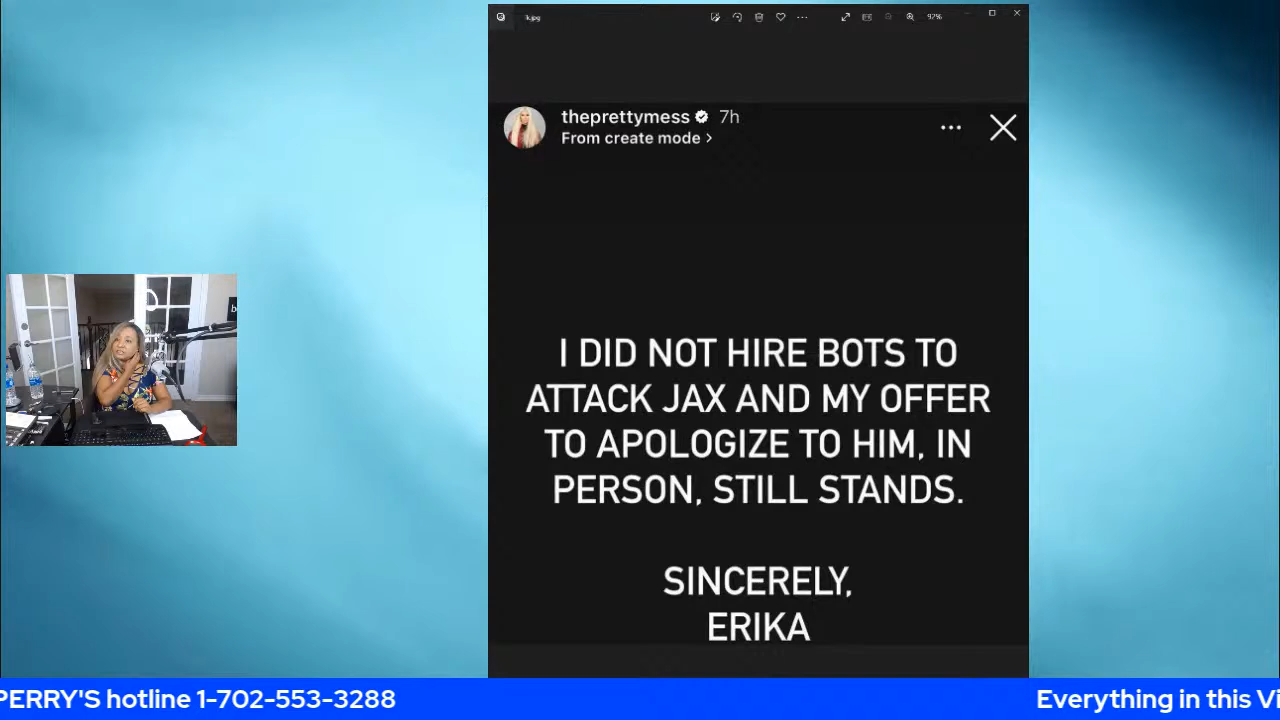 97%
theprettymess 7h
From create mode >
I DID NOT HIRE BOTS TO
ATTACK JAX AND MY OFFER
TO APOLOGIZE TO HIM, IN
PERSON, STILL STANDS.
SINCERELY,
ERIKA
PERRY'S hotline 1-702-553-3288
Everything in this Vi